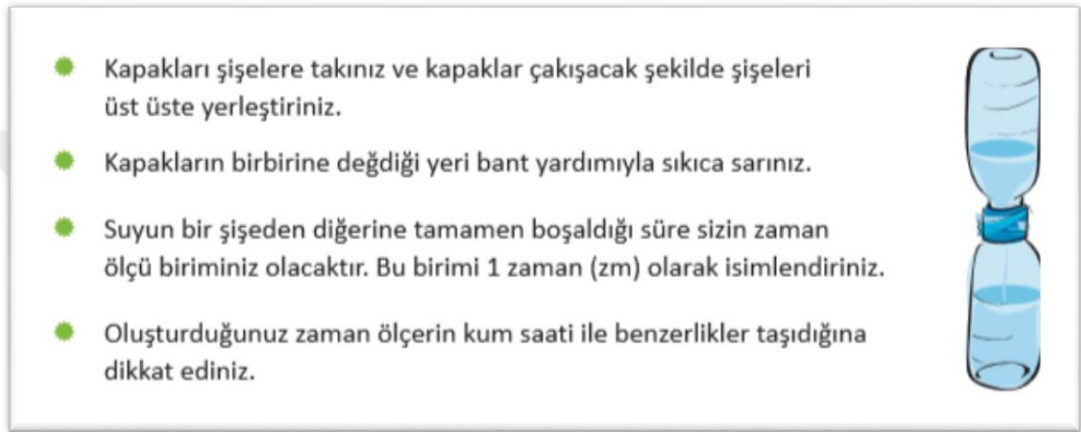 Kapakları şişelere takınız ve kapaklar çakışacak şekilde şişeleri
üst üste yerleştiriniz.
Kapakların birbirine değdiği yeri bant yardımıyla sıkıca sarınız.
Suyun bir şişeden diğerine tamamen boşaldığı süre sizin zaman
ölçü biriminiz olacaktır. Bu birimi 1 zaman (zm) olarak isimlendiriniz.
Oluşturduğunuz zaman ölçerin kum saati ile benzerlikler taşıdığına
dikkat ediniz.